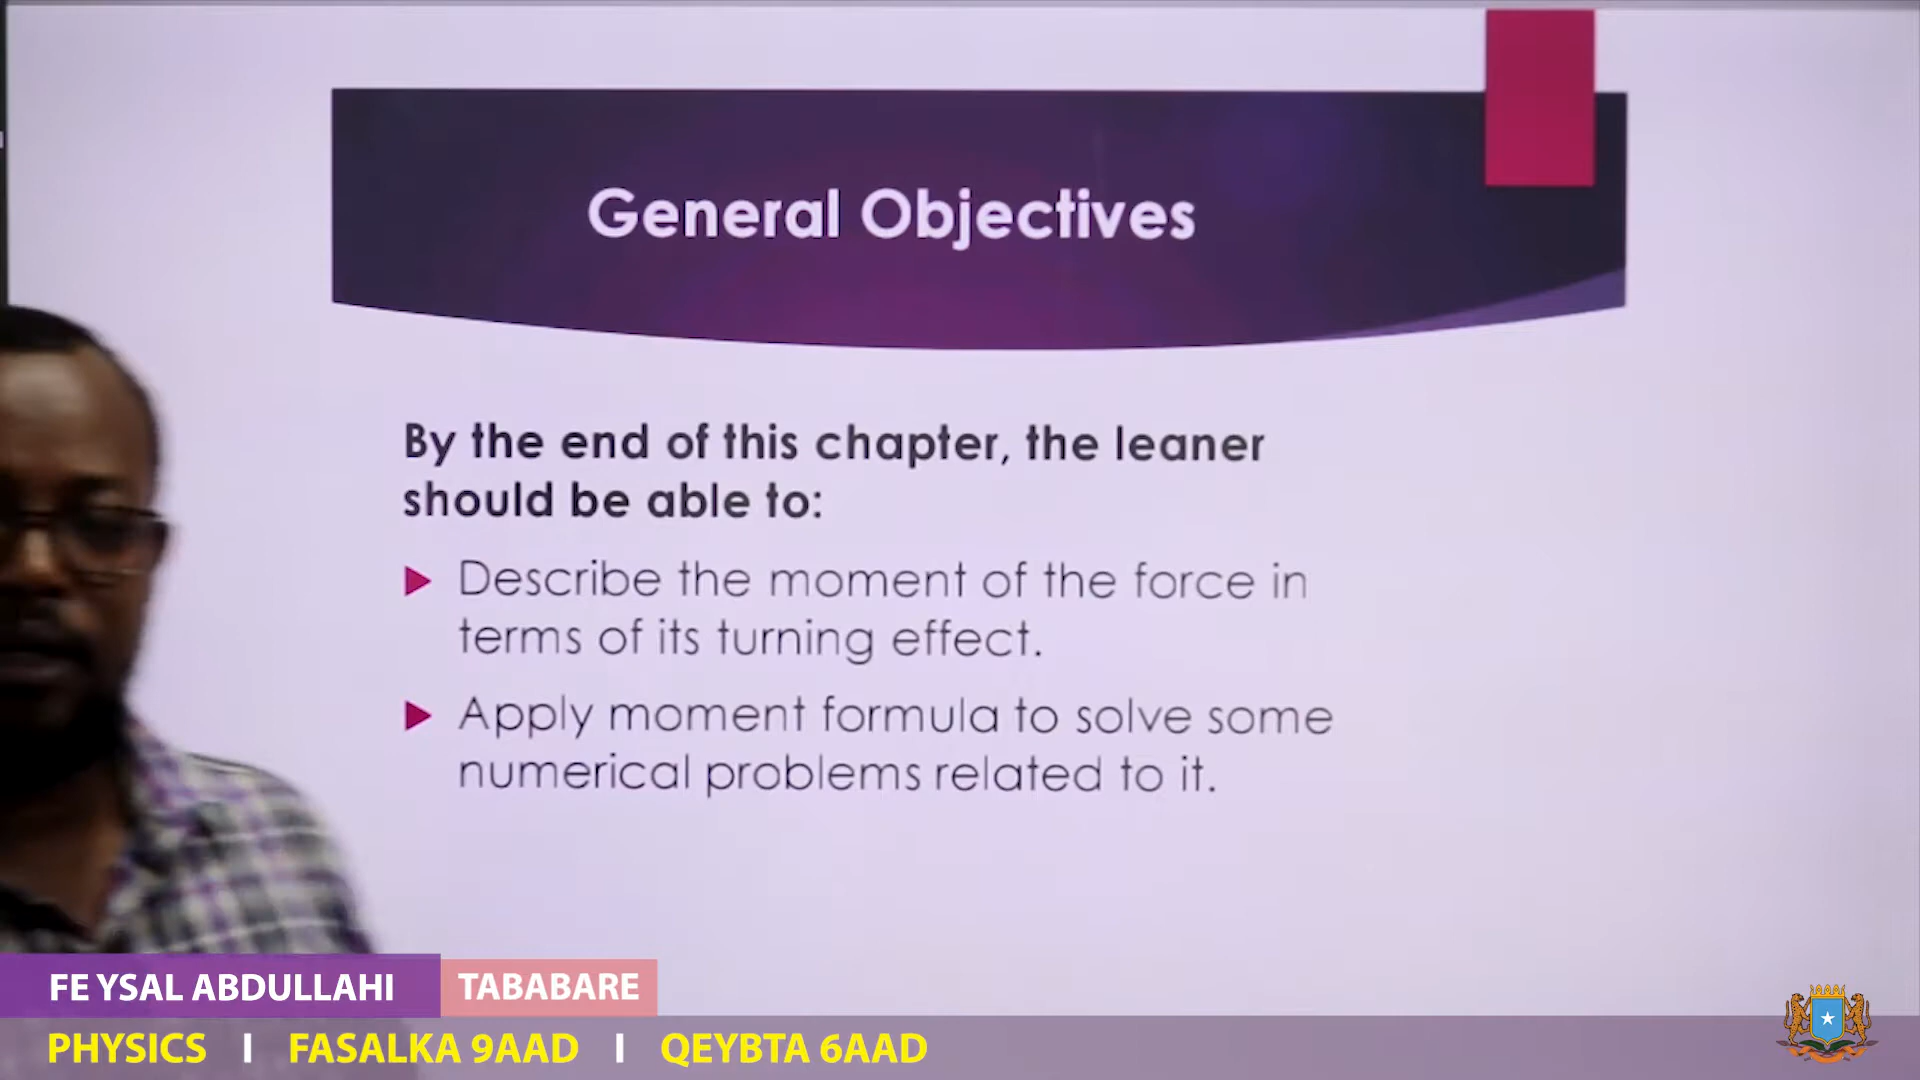 General Objectives
By the end of this chapter, the leaner
should be able to:
Describe the moment of the force in
terms of its turning effect.
Apply moment formula to solve some
numerical problems related to it.
FEYSAL ABDULLAHI TABABARE
PHYSICS I FASALKA 9AAD I QEYBTA 6AAD